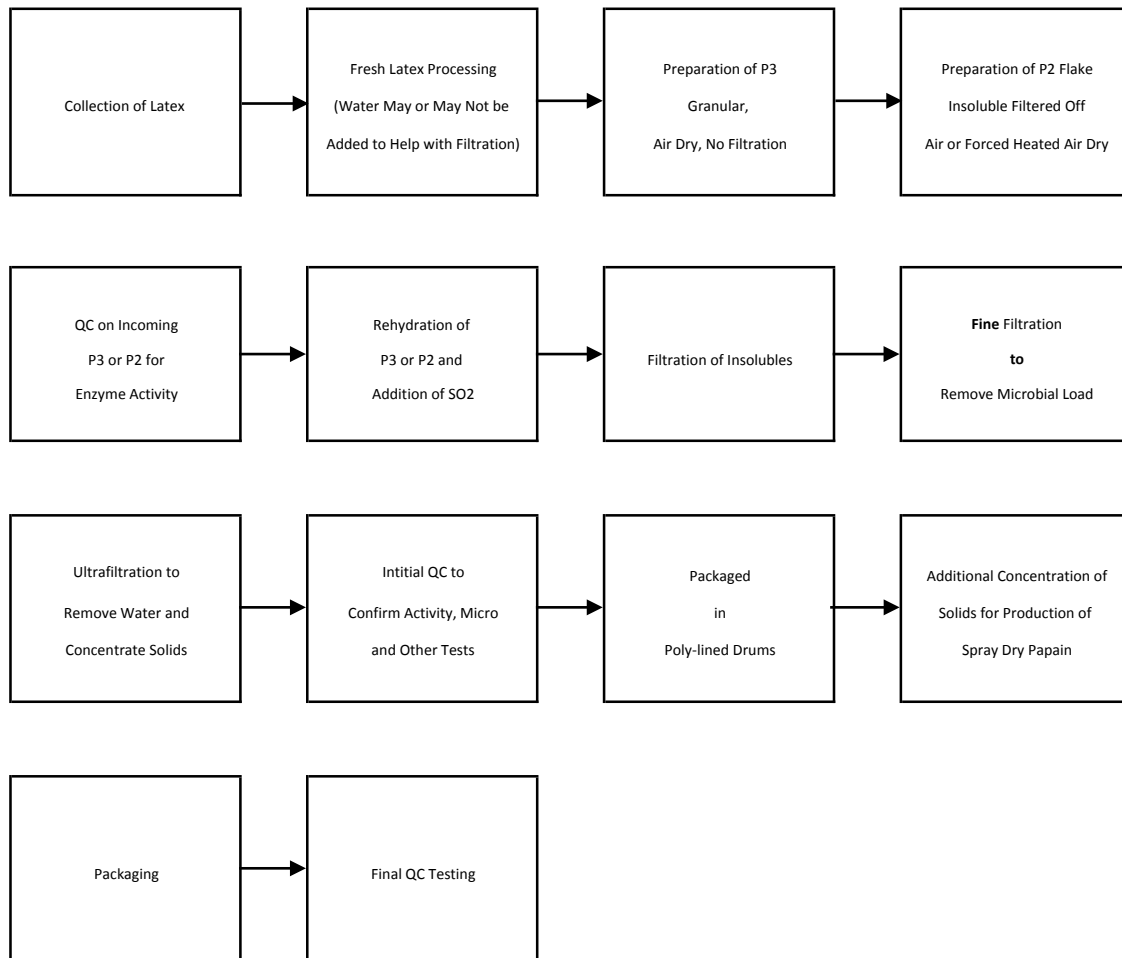 Collection of Latex
Fresh Latex Processing
(Water May or May Not be
Added to Help with Filtration)
Preparation of P3
Granular,
Air Dry, No Filtration
Preparation of P2 Flake
Insoluble Filtered Off
Air or Forced Heated Air Dry
QC on Incoming
P3 or P2 for
Enzyme Activity
Rehydration of
P3 or P2 and
Addition of SO2
Filtration of Insolubles
Fine Filtration
to
Remove Microbial Load
Ultrafiltration to
Remove Water and
Concentrate Solids
Intitial QC to
Confirm Activity, Micro
and Other Tests
Packaged
in
Poly-lined Drums
Additional Concentration of
Solids for Production of
Spray Dry Papain
Packaging
Final QC Testing